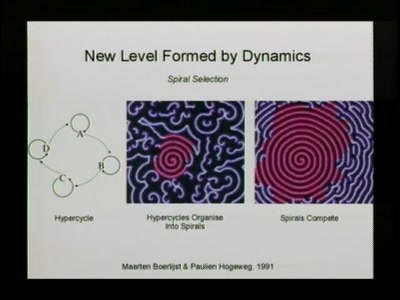 New Level Formed by Dynamics
Spiral Selection
A
D
B
C
Hypercycle
Hypercycles Organise
Into Spirals
Spirals Compete
Maarten Boerlijst & Paulien Hogeweg, 1991